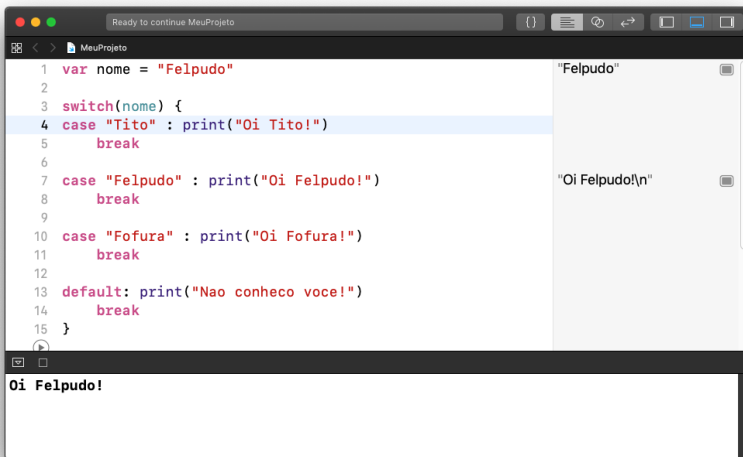 Ready to continue MeuProjeto
{ }
MeuProjeto
1 var nome = "Felpudo"
"Felpudo"
2
3 switch(nome) {
4 case "Tito" : print("Oi Tito!")
5     break
6
7 case "Felpudo" : print("Oi Felpudo!")
"Oi Felpudo!\n"
8     break
9
10 case "Fofura" : print("Oi Fofura!")
11     break
12
13 default: print("Nao conheco voce!")
14     break
15 }
Oi Felpudo!